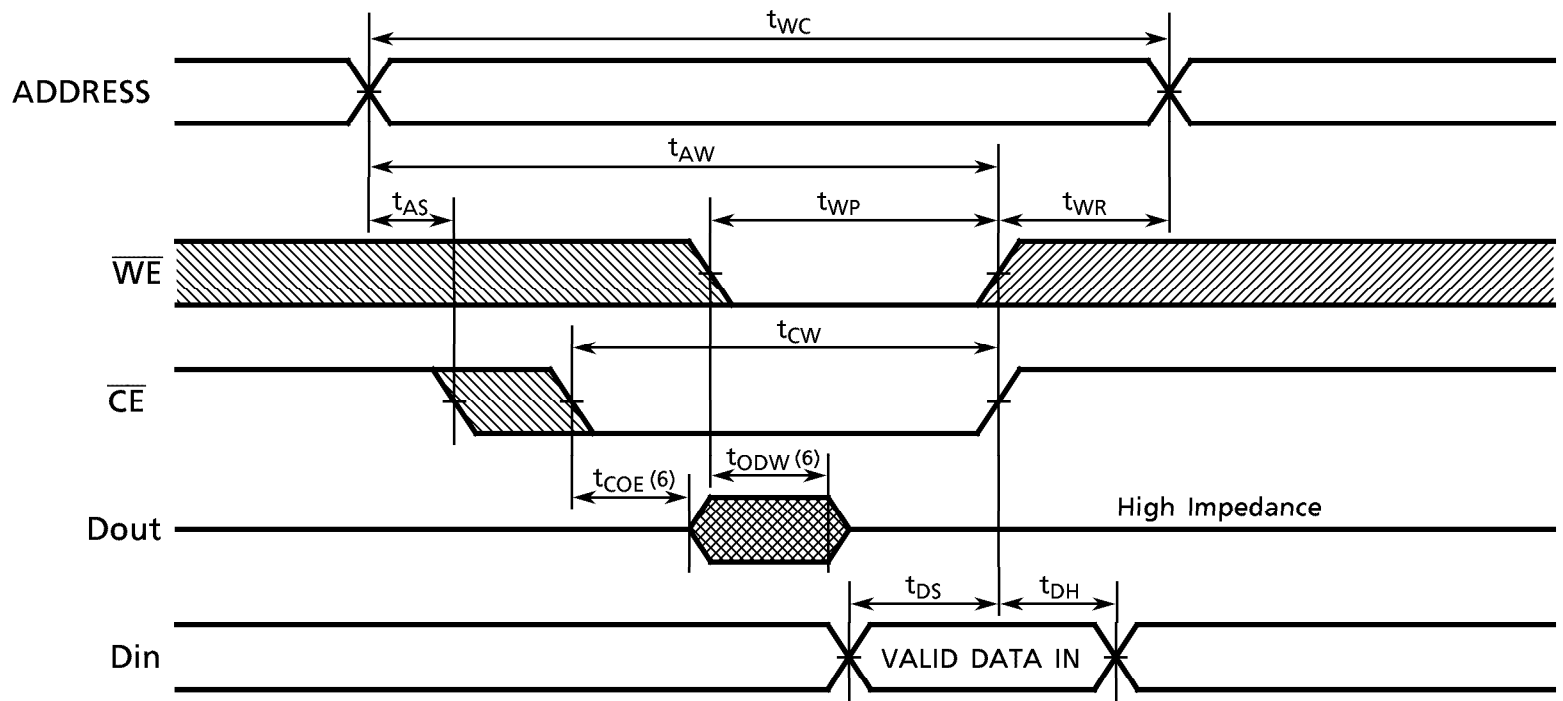 tWC
ADDRESS
tAW
tAS
tWP
tWR
WE
tCW
CE
tCOE (6)
tODW (6)
Dout
High Impedance
tDS
tDH
Din
VALID DATA IN